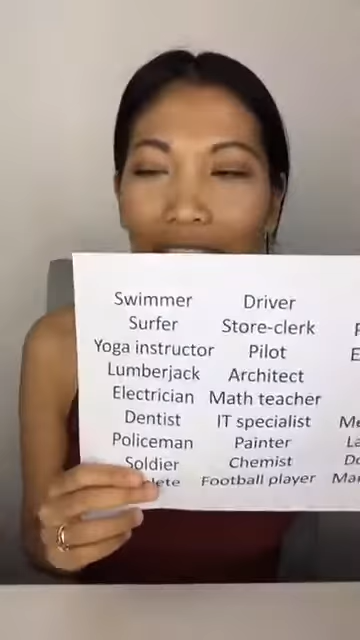 Swimmer Driver
Surfer Store-clerk
Yoga instructor Pilot
Lumberjack Architect
Electrician Math teacher
Dentist IT specialist
Policeman Painter
Soldier Chemist
Football player